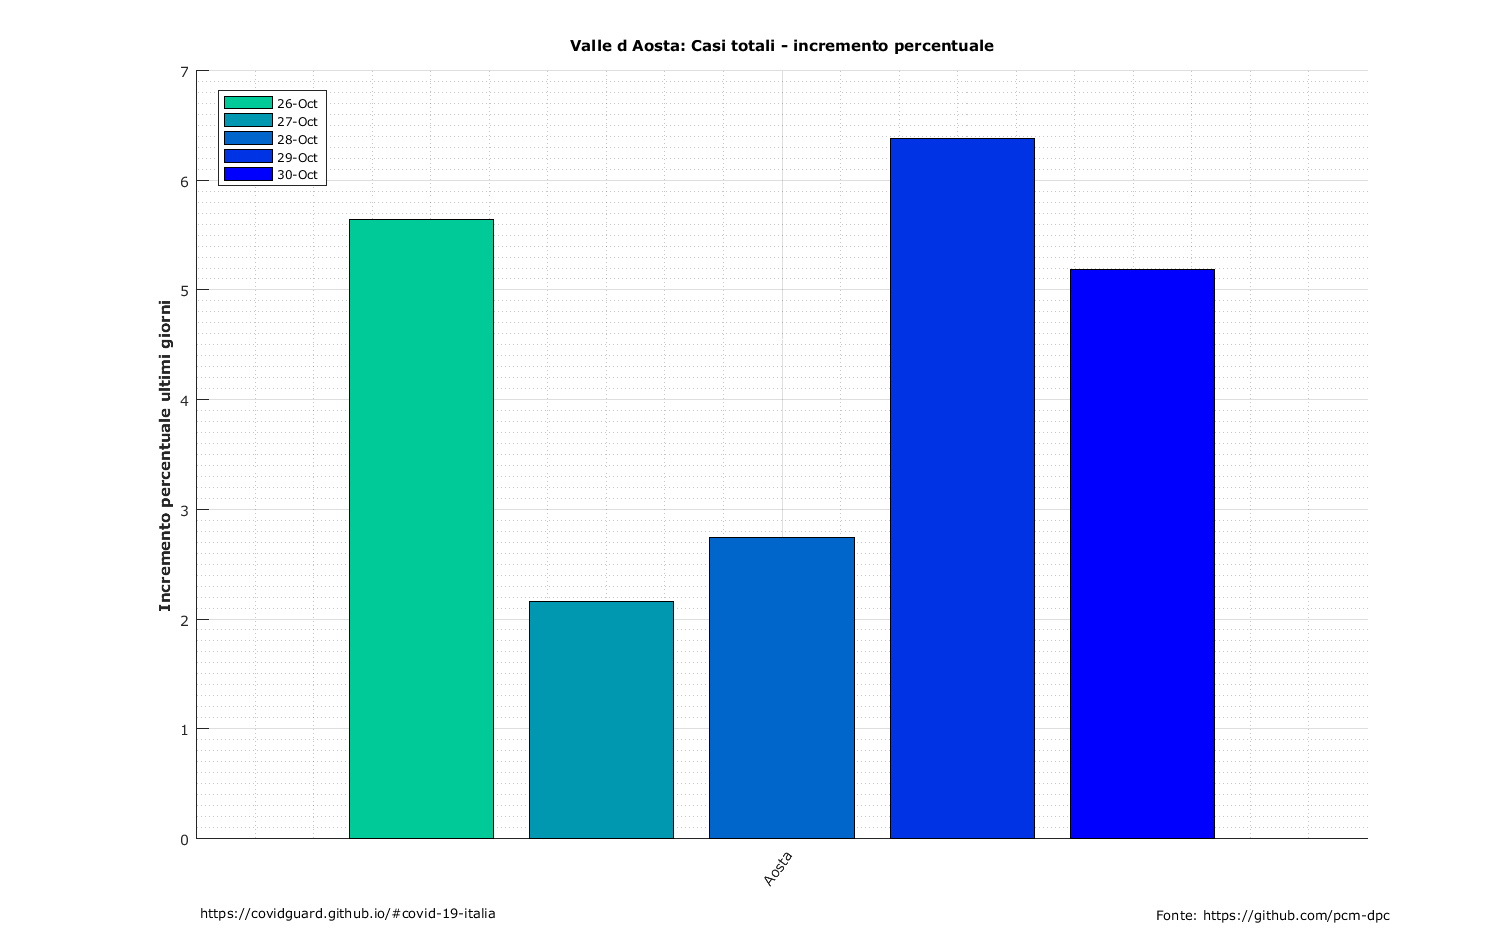 Valle d Aosta: Casi totali - incremento percentuale
7
6
5
4
3
2
1
0
26-Oct
27-Oct
28-Oct
29-Oct
30-Oct
Incremento percentuale ultimi giorni
Aosta
https://covidguard.github.io/#covid-19-italia
Fonte: https://github.com/pcm-dpc